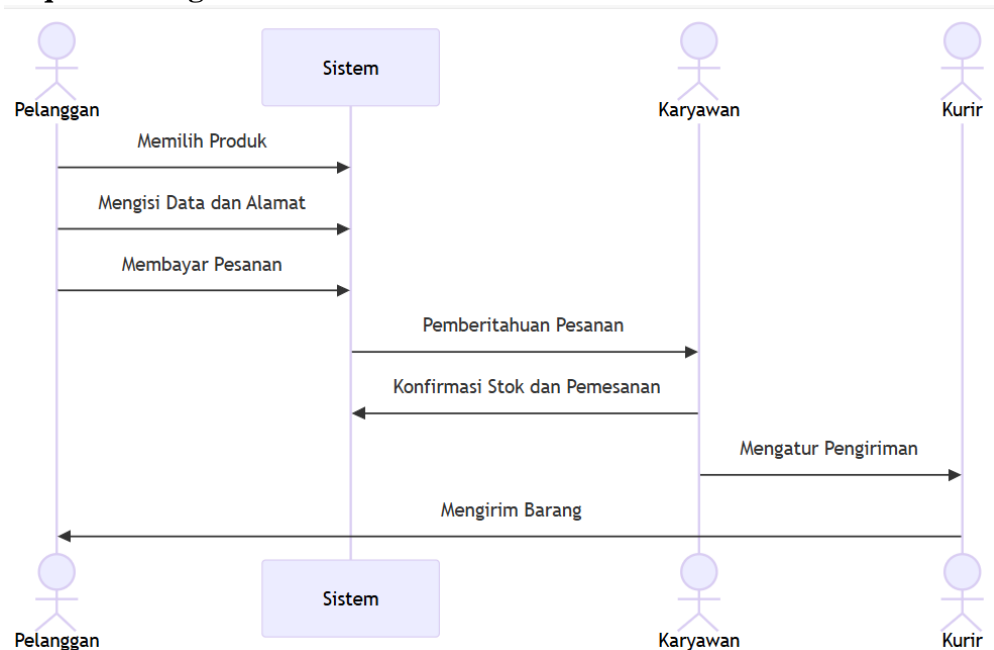 Pelanggan
Sistem
Karyawan
Kurir
Memilih Produk
Mengisi Data dan Alamat
Membayar Pesanan
Pemberitahuan Pesanan
Konfirmasi Stok dan Pemesanan
Mengatur Pengiriman
Mengirim Barang
Pelanggan
Sistem
Karyawan
Kurir